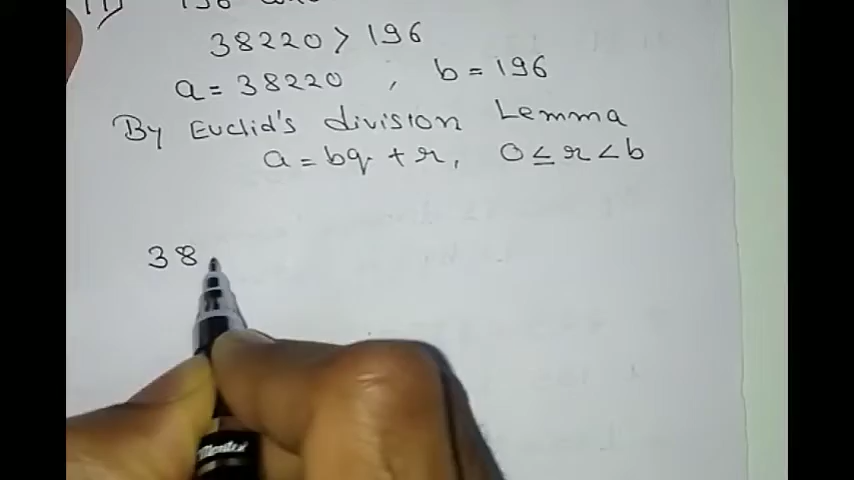 38220 > 196
a = 38220 , b = 196
By Euclid's division Lemma
a = bq + r, 0 ≤ r < b
38